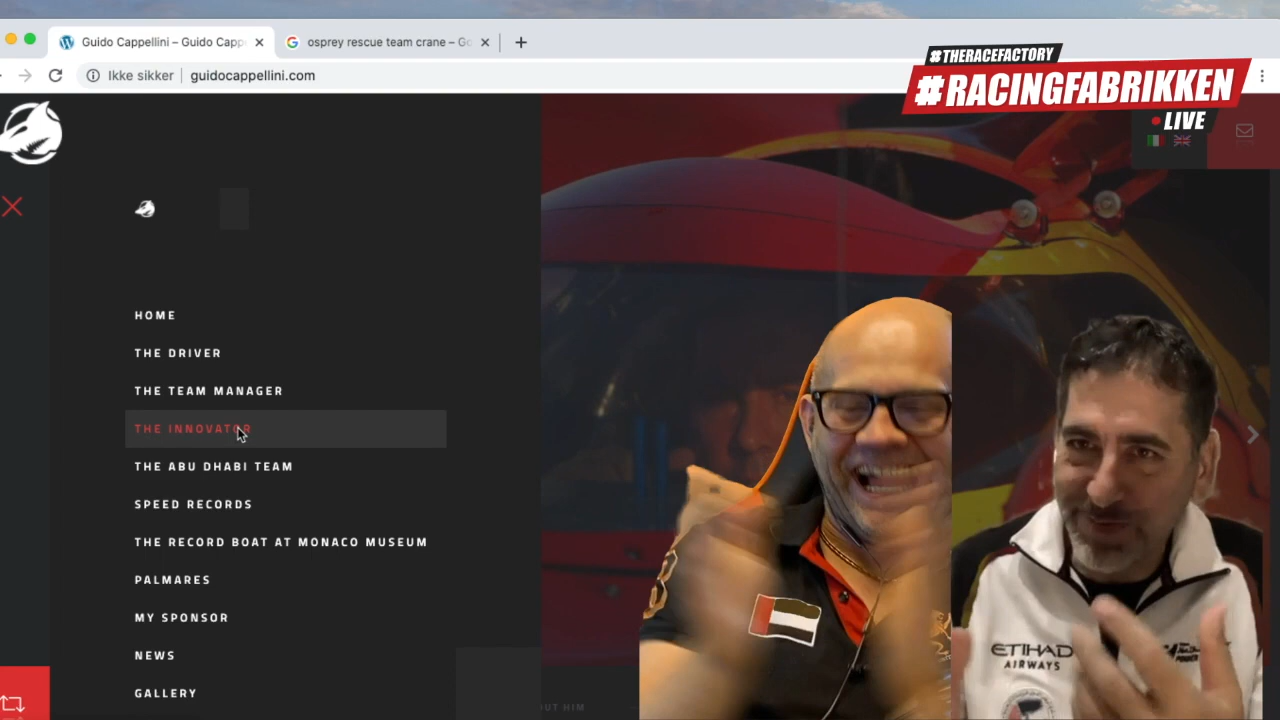 Guido Cappellini – Guido Capp
osprey rescue team crane – Go
Ikke sikker
guidocappellini.com
#THERACEFACTORY
#RACINGFABRIKKEN
LIVE
HOME
THE DRIVER
THE TEAM MANAGER
THE INNOVATOR
THE ABU DHABI TEAM
SPEED RECORDS
THE RECORD BOAT AT MONACO MUSEUM
PALMARES
MY SPONSOR
NEWS
GALLERY
OUT HIM
ETIHAD
AIRWAYS